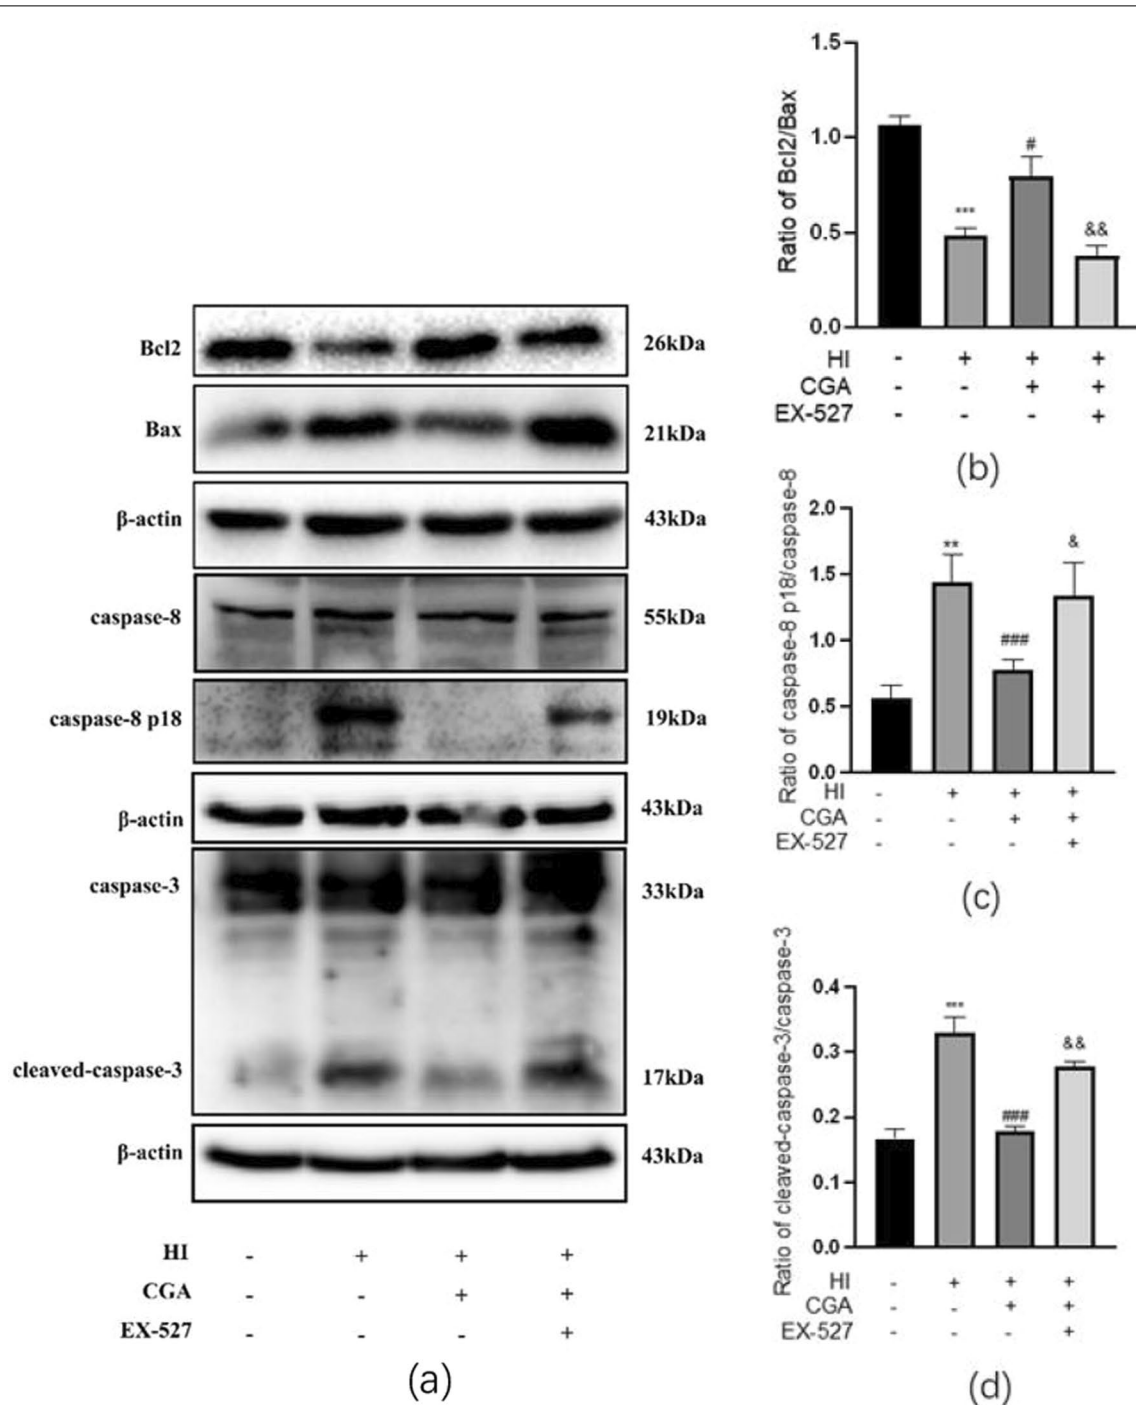 Bcl2 26kDa
Bax 21kDa
β-actin 43kDa
caspase-8 55kDa
caspase-8 p18 19kDa
β-actin 43kDa
caspase-3 33kDa
cleaved-caspase-3 17kDa
β-actin 43kDa
HI - + + +
CGA - - + +
EX-527 - - - +
(a)
Ratio of Bcl2/Bax
1.5
1.0
0.5
0.0
***
#
&&
HI - + + +
CGA - - + +
EX-527 - - - +
(b)
Ratio of caspase-8 p18/caspase-8
2.0
1.5
1.0
0.5
0.0
**
###
&
HI - + + +
CGA - - + +
EX-527 - - - +
(c)
Ratio of cleaved-caspase-3/caspase-3
0.4
0.3
0.2
0.1
0.0
***
###
&&
HI - + + +
CGA - - + +
EX-527 - - - +
(d)